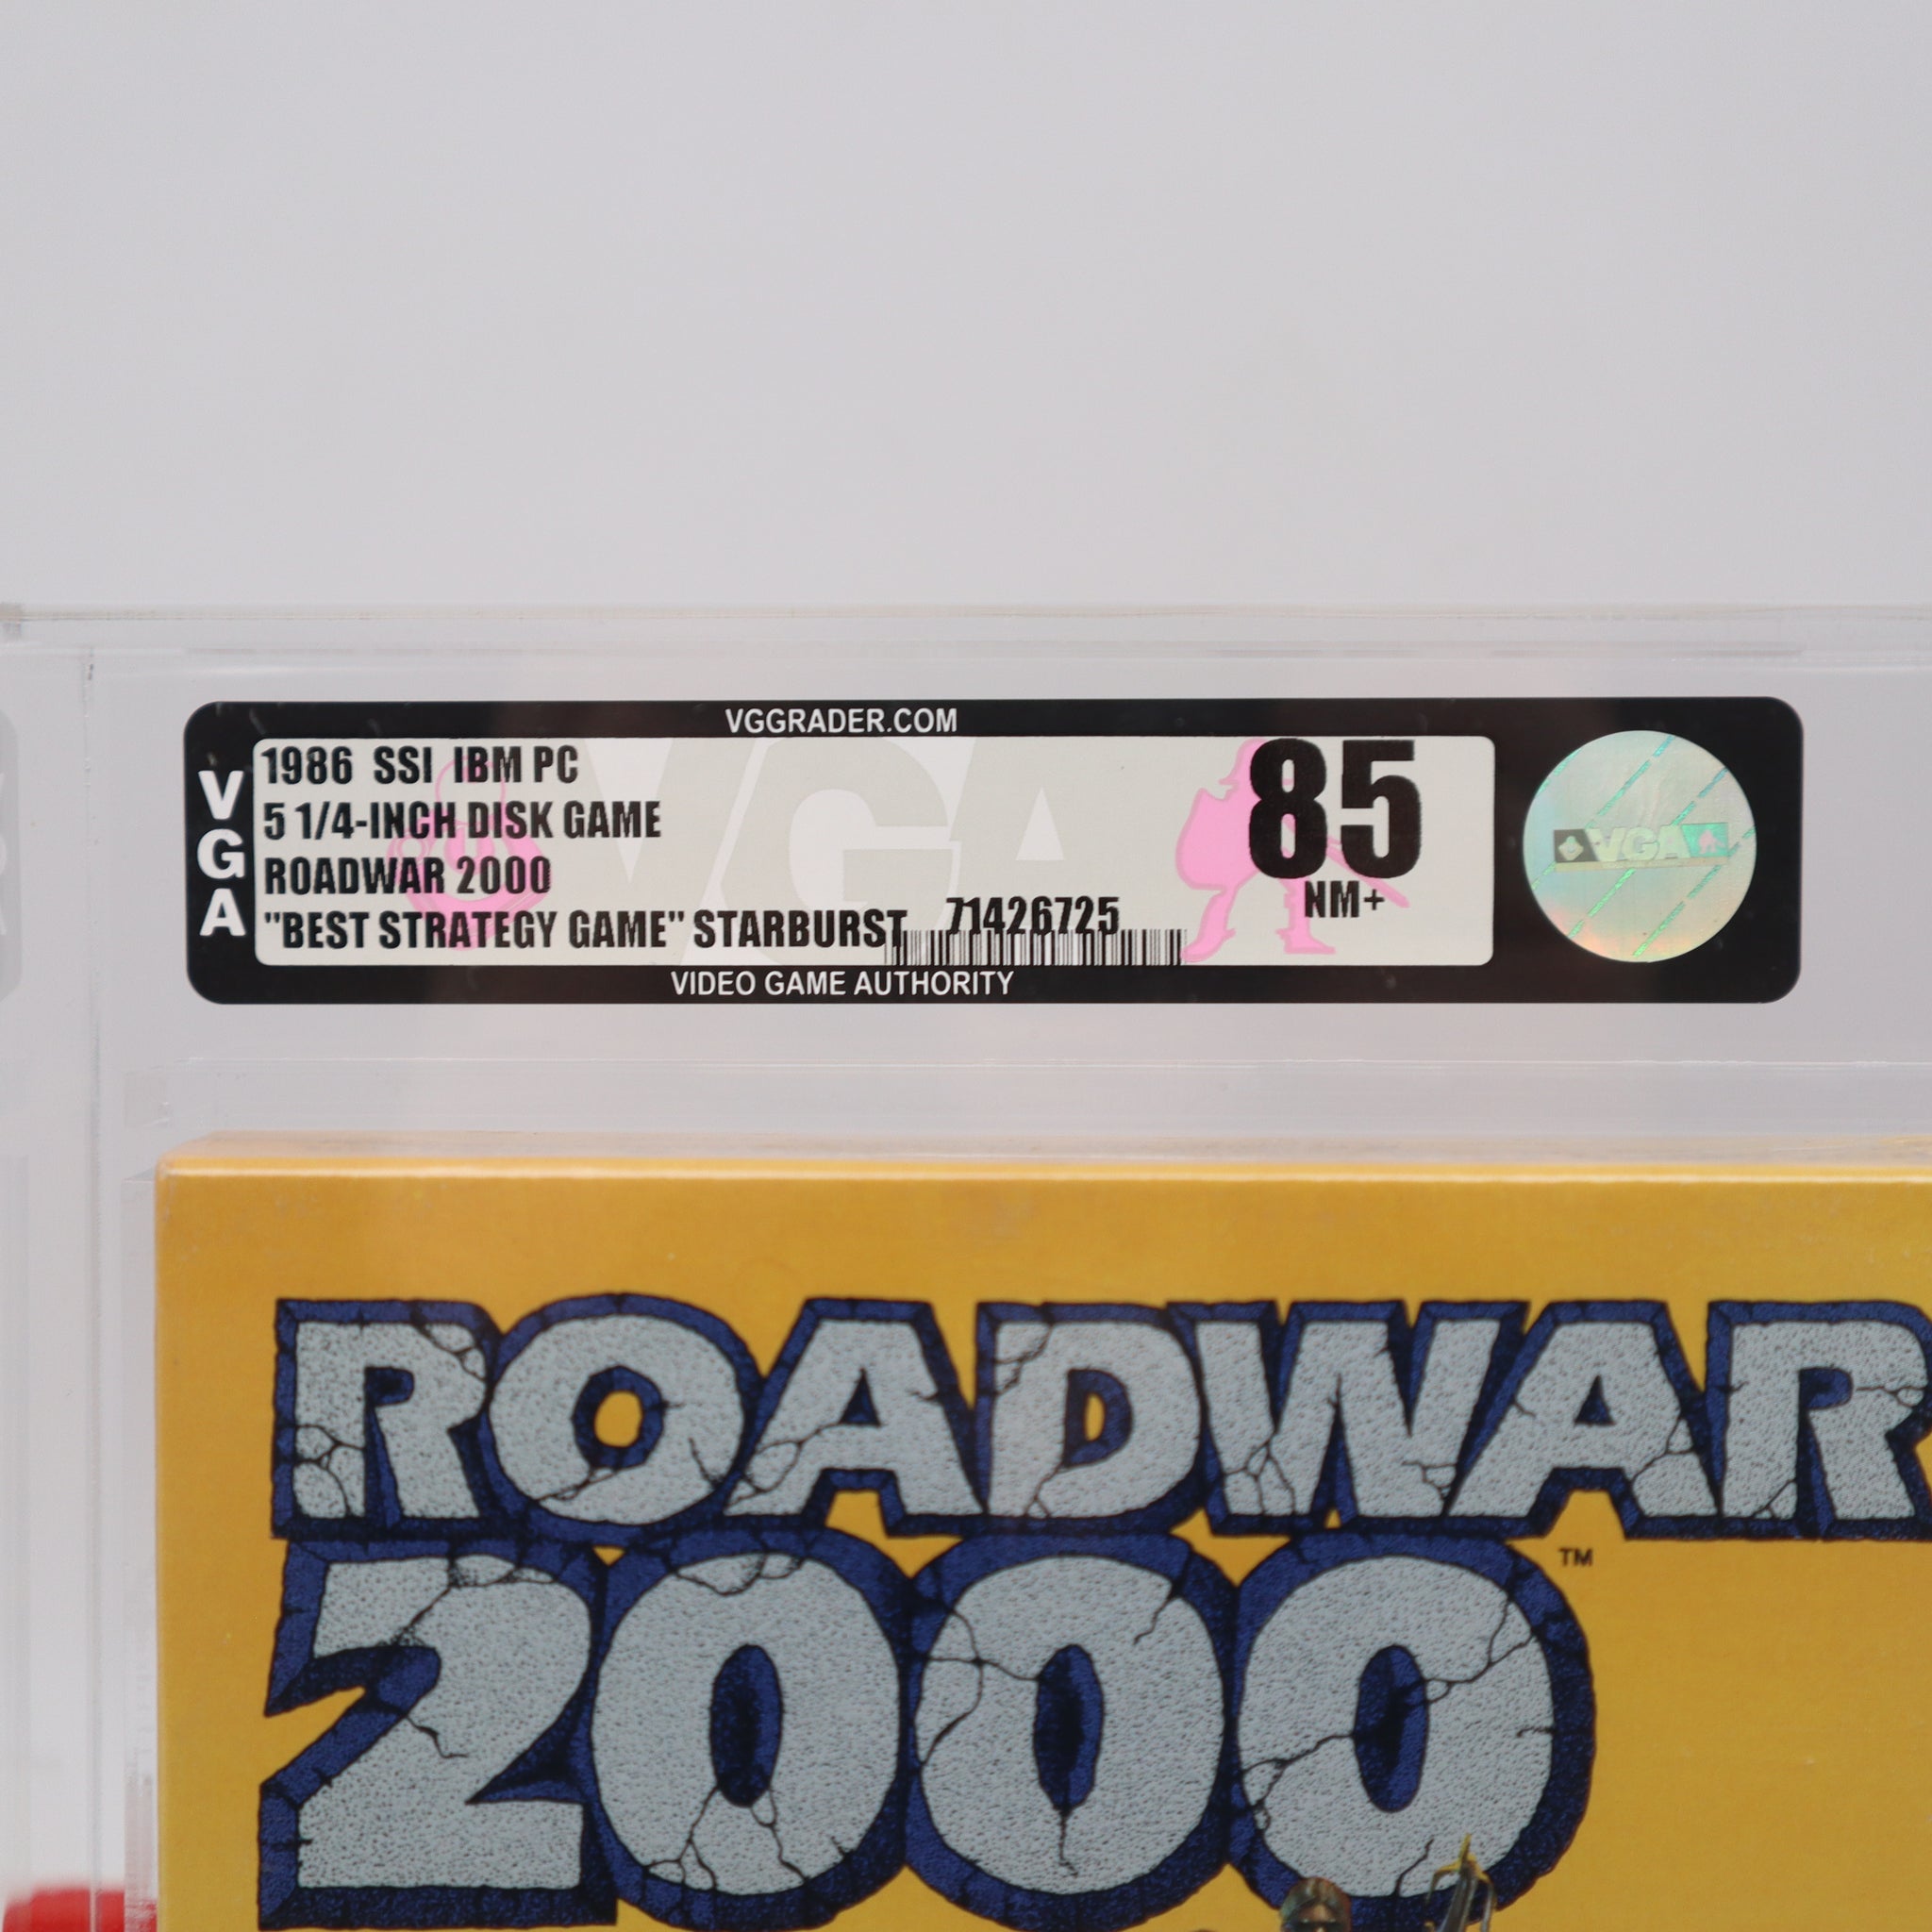 VGGRADER.COM
VGA
1986 SSI IBM PC
5 1/4-INCH DISK GAME
ROADWAR 2000
"BEST STRATEGY GAME" STARBURST
71426725
85
NM+
VGA
VGA
VIDEO GAME AUTHORITY
ROADWAR
2000
TM